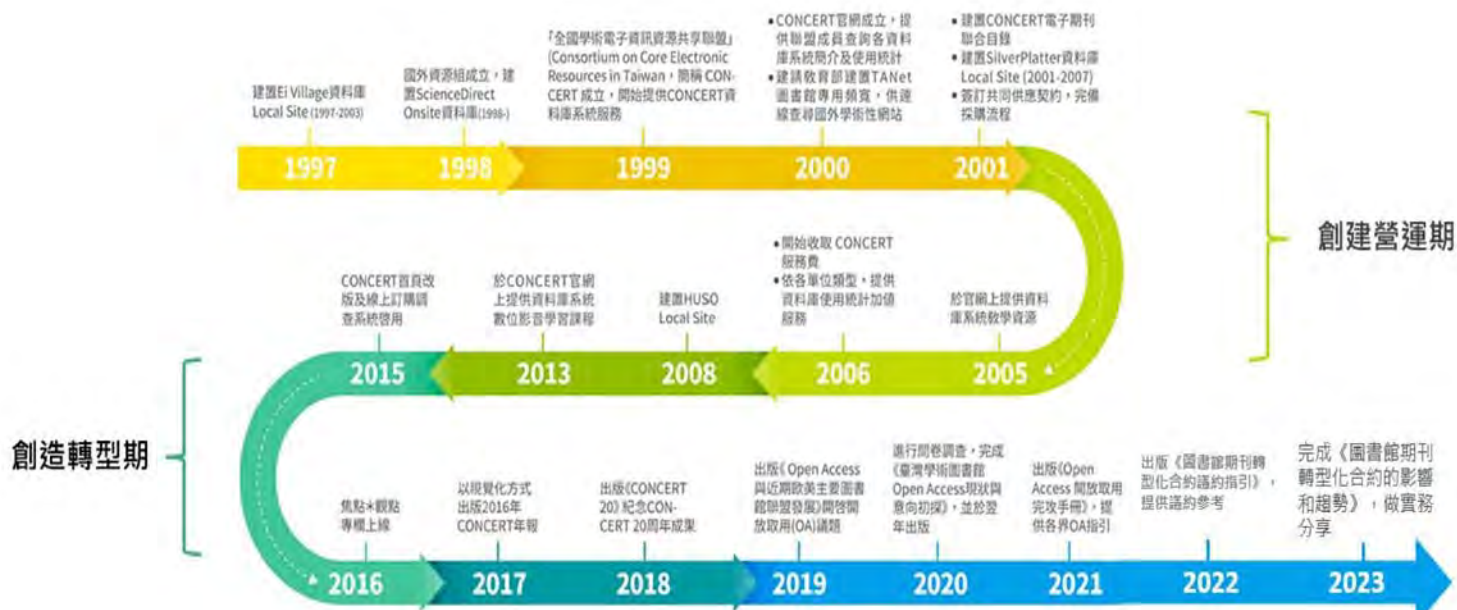 建置Ei Village資料庫
Local Site (1997-2003)
國外資源組成立，建
置ScienceDirect
Onsite資料庫(1998-)
「全國學術電子資訊資源共享聯盟」
(Consortium on Core Electronic
Resources in Taiwan，簡稱 CON-
CERT 成立，開始提供CONCERT資
料庫系統服務
•CONCERT官網成立，提
供聯盟成員查詢各資料
庫系統簡介及使用統計
•建請教育部建置TANet
圖書館專用頻寬，供連
線查尋國外學術性網站
•建置CONCERT電子期刊
聯合目錄
•建置SilverPlatter資料庫
Local Site (2001-2007)
•簽訂共同供應契約，完備
採購流程
1997
1998
1999
2000
2001
創建營運期
CONCERT首頁改
版及線上訂購調
查系統啓用
於CONCERT官網
上提供資料庫系統
數位影音學習課程
建置HUSO
Local Site
•開始收取 CONCERT
服務費
•依各單位類型，提供
資料庫使用統計加值
服務
於官網上提供資料
庫系統教學資源
2015
2013
2008
2006
2005
創造轉型期
焦點＊觀點
專欄上線
以視覺化方式
出版2016年
CONCERT年報
出版《CONCERT
20》紀念CON-
CERT 20周年成果
出版《 Open Access
與近期歐美主要圖書
館聯盟發展》開啓開
放取用(OA)議題
進行問卷調查，完成
《臺灣學術圖書館
Open Access現狀與
意向初探》，並於翌
年出版
出版《Open
Access 開放取用
完攻手冊》，提
供各界OA指引
出版《圖書館期刊轉
型化合約議約指引》，
提供議約參考
完成《圖書館期刊
轉型化合約的影響
和趨勢》，做實務
分享
2016
2017
2018
2019
2020
2021
2022
2023